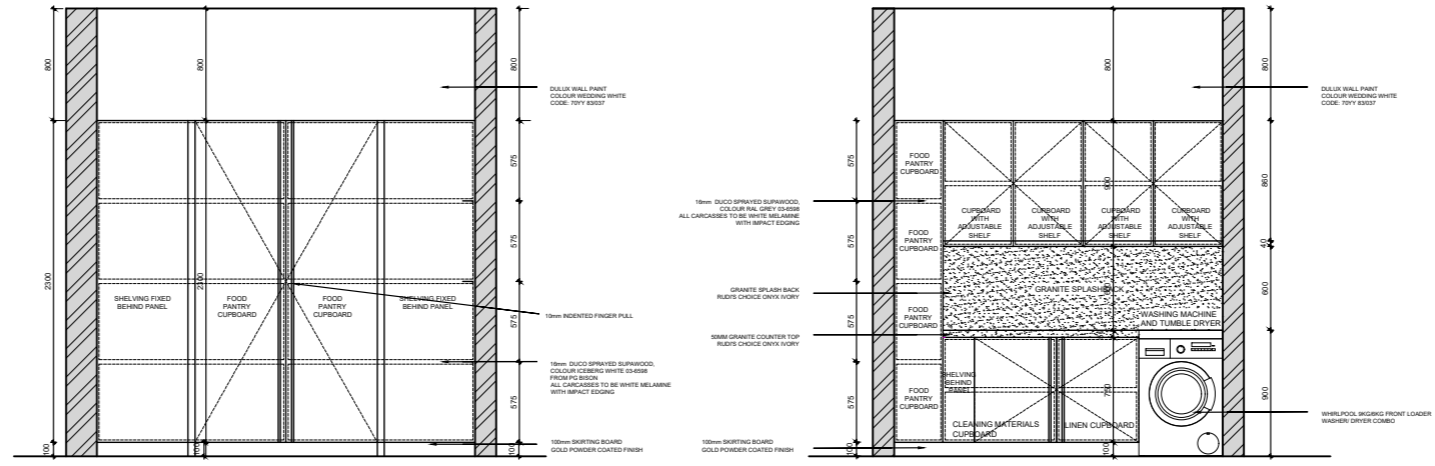 800
800
800
DULUX WALL PAINT
COLOUR WEDDING WHITE
CODE: 70YY 83/037
2300
2300
575
575
575
575
SHELVING FIXED
BEHIND PANEL
FOOD
PANTRY
CUPBOARD
FOOD
PANTRY
CUPBOARD
SHELVING FIXED
BEHIND PANEL
10mm INDENTED FINGER PULL
16mm DUCO SPRAYED SUPAWOOD,
COLOUR ICEBERG WHITE 03-6598
FROM PG BISON
ALL CARCASSES TO BE WHITE MELAMINE
WITH IMPACT EDGING
100
100
100
100mm SKIRTING BOARD
GOLD POWDER COATED FINISH
800
800
DULUX WALL PAINT
COLOUR WEDDING WHITE
CODE: 70YY 83/037
575
575
575
575
100
16mm DUCO SPRAYED SUPAWOOD,
COLOUR RAL GREY 03-6598
ALL CARCASSES TO BE WHITE MELAMINE
WITH IMPACT EDGING
FOOD
PANTRY
CUPBOARD
FOOD
PANTRY
CUPBOARD
FOOD
PANTRY
CUPBOARD
FOOD
PANTRY
CUPBOARD
900
860
CUPBOARD
WITH
ADJUSTABLE
SHELF
CUPBOARD
WITH
ADJUSTABLE
SHELF
CUPBOARD
WITH
ADJUSTABLE
SHELF
CUPBOARD
WITH
ADJUSTABLE
SHELF
40
GRANITE SPLASH BACK
RUDI'S CHOICE ONYX IVORY
GRANITE SPLASHBACK
600
WASHING MACHINE
AND TUMBLE DRYER
50MM GRANITE COUNTER TOP
RUDI'S CHOICE ONYX IVORY
SHELVING
BEHIND
PANEL
750
900
CLEANING MATERIALS
CUPBOARD
LINEN CUPBOARD
WHIRLPOOL 9KG/6KG FRONT LOADER
WASHER/ DRYER COMBO
100mm SKIRTING BOARD
GOLD POWDER COATED FINISH
100